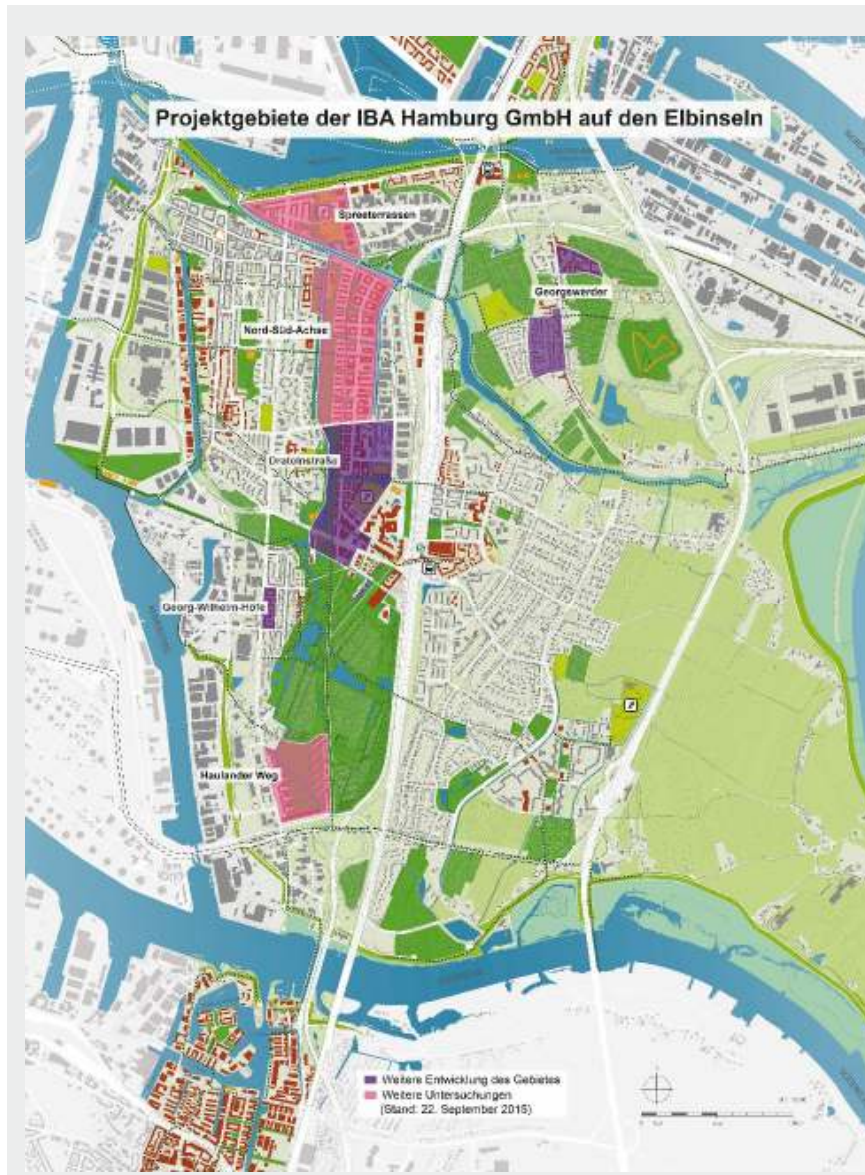 Projektgebiete der IBA Hamburg GmbH auf den Elbinseln
Spreeterrassen
Georgswerder
Nord-Süd-Achse
Dratelnstraße
Georg-Wilhelm-Höfe
Haulander Weg
Weitere Entwicklung des Gebietes
Weitere Untersuchungen
(Stand: 22. September 2015)